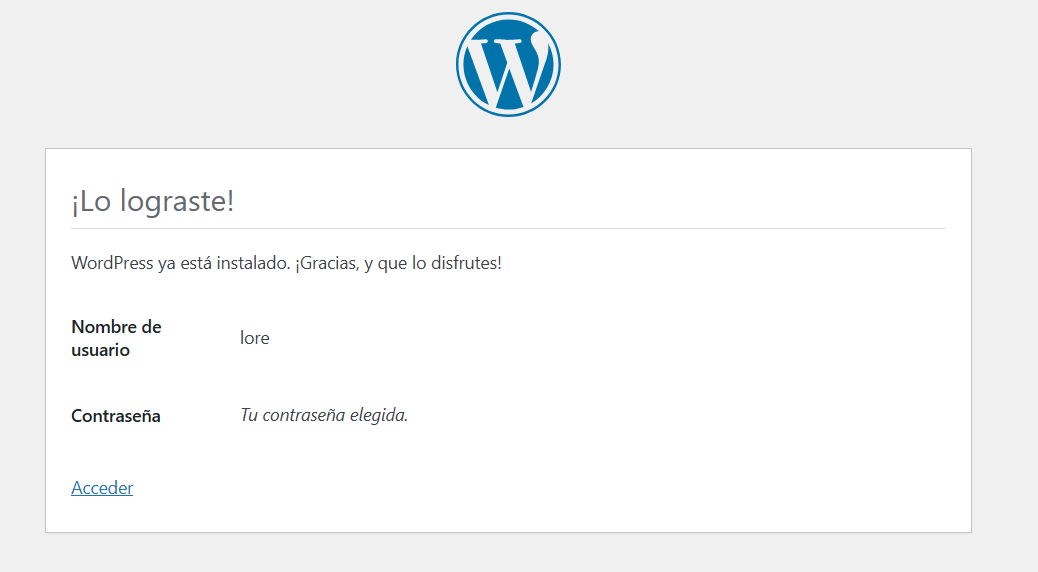 ¡Lo lograste!
WordPress ya está instalado. ¡Gracias, y que lo disfrutes!
Nombre de
usuario
lore
Contraseña
Tu contraseña elegida.
Acceder